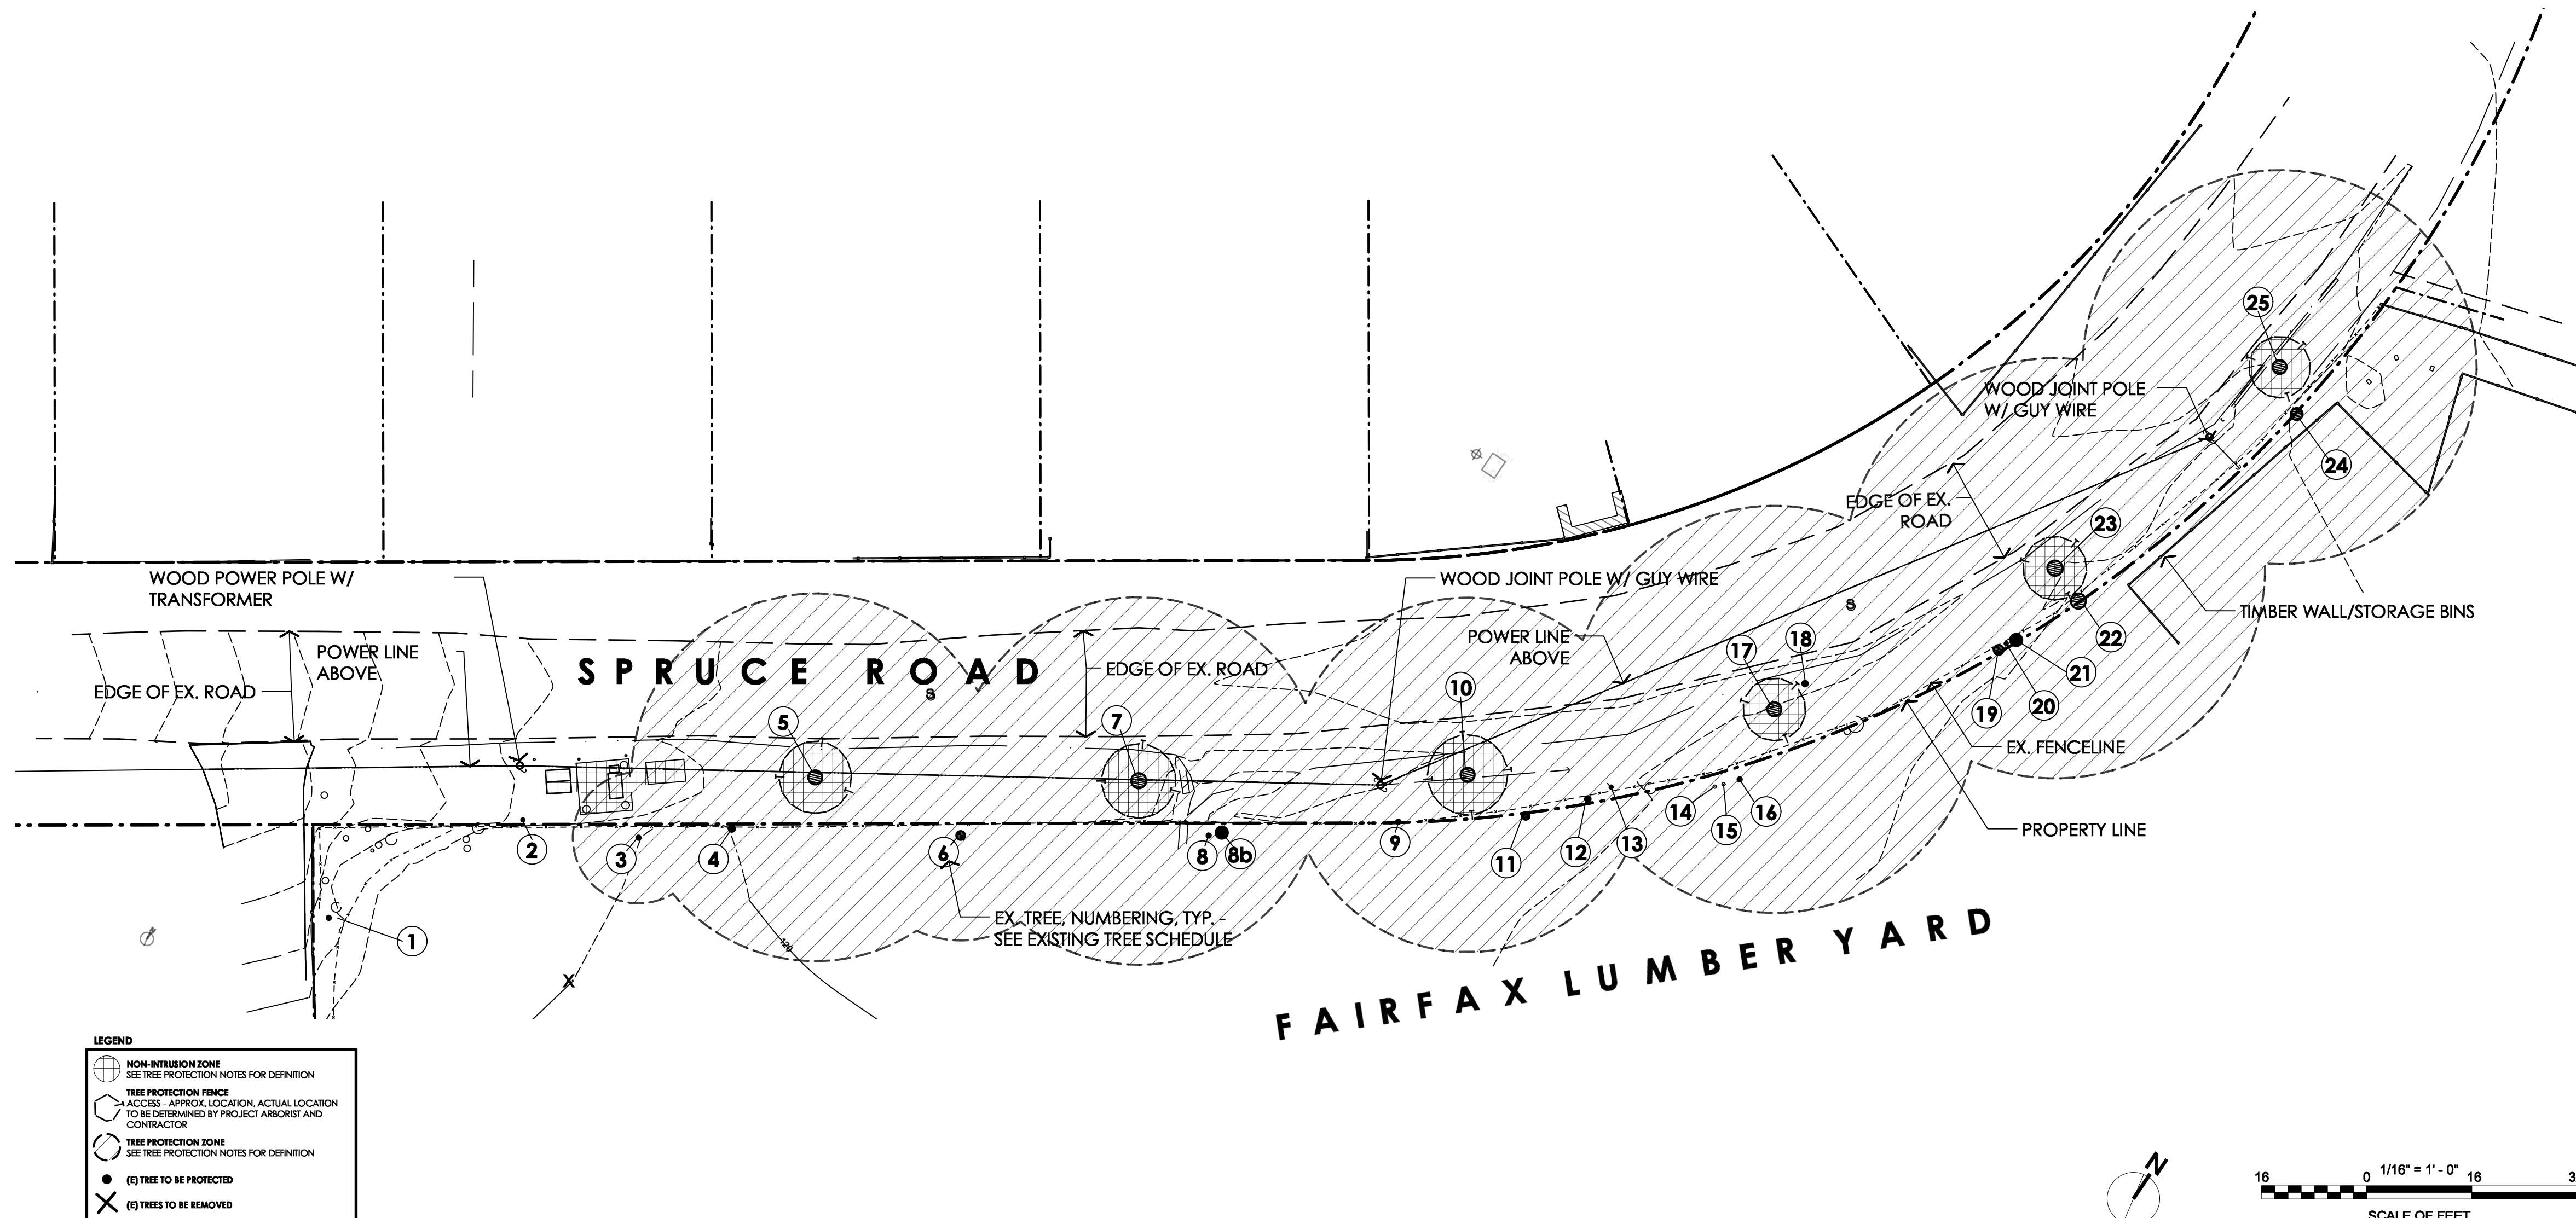 25
WOOD JOINT POLE
W/ GUY WIRE
24
EDGE OF EX.
ROAD
23
WOOD POWER POLE W/
TRANSFORMER
WOOD JOINT POLE W/ GUY WIRE
TIMBER WALL/STORAGE BINS
POWER LINE
ABOVE
POWER LINE
ABOVE
22
17
18
SPRUCE ROAD
EDGE OF EX. ROAD
21
EDGE OF EX. ROAD
10
20
19
5
7
EX. FENCELINE
14
15
16
PROPERTY LINE
2
3
4
6
8
8b
9
11
12
13
1
EX. TREE, NUMBERING, TYP. -
SEE EXISTING TREE SCHEDULE
120
X
FAIRFAX LUMBER YARD
LEGEND
NON-INTRUSION ZONE
SEE TREE PROTECTION NOTES FOR DEFINITION
TREE PROTECTION FENCE
ACCESS - APPROX. LOCATION, ACTUAL LOCATION
TO BE DETERMINED BY PROJECT ARBORIST AND
CONTRACTOR
TREE PROTECTION ZONE
SEE TREE PROTECTION NOTES FOR DEFINITION
(E) TREE TO BE PROTECTED
(E) TREES TO BE REMOVED
N
1/16" = 1' - 0"
16 0 16
SCALE OF FEET